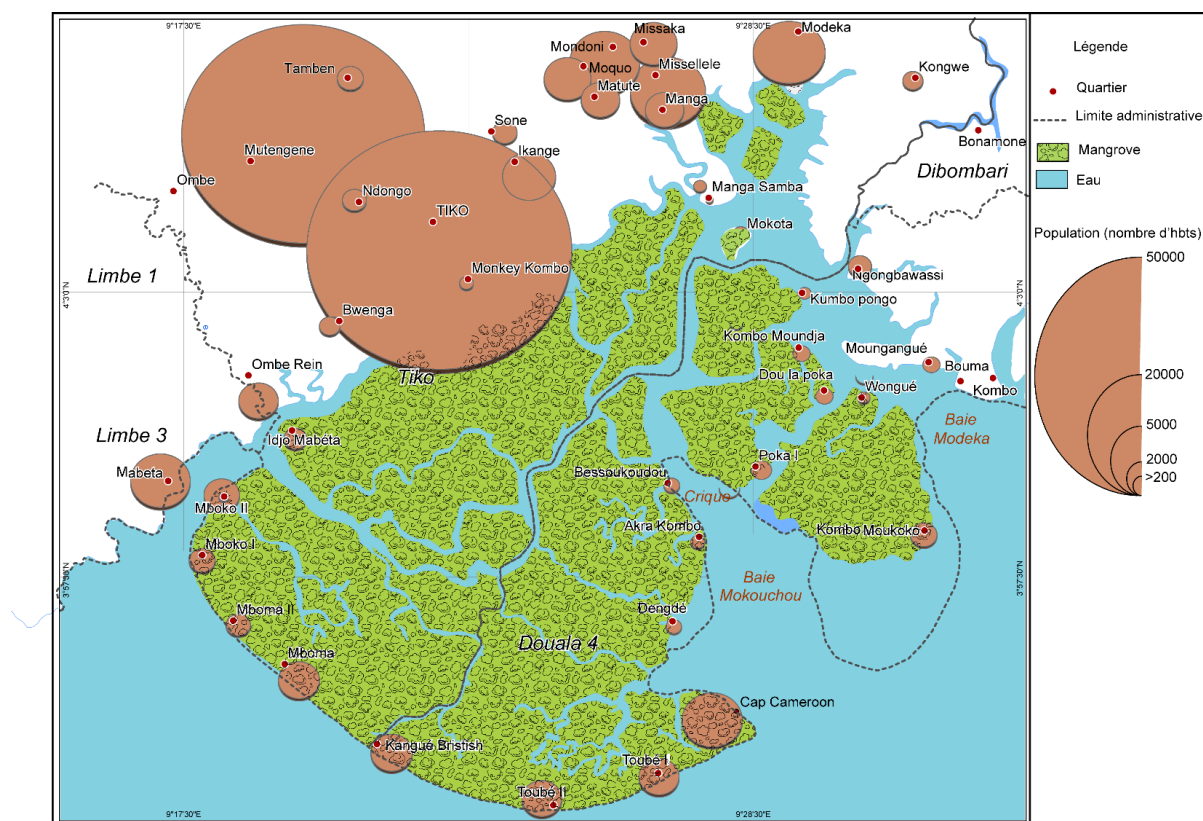 9°17'30"E
9°28'30"E
Missaka
Modeka
Mondoni
Tamben
Moquo
Missellele
Kongwe
Matute
Manga
Sone
Bonamone
Ikange
Mutengene
Dibombari
Ombe
Ndongo
Manga Samba
TIKO
Mokota
Limbe 1
Monkey Kombo
Ngongbawassi
4°3'0"N
4°3'0"N
Kumbo pongo
Bwenga
Kombo Moundja
Moungangué
Ombe Rein
Bouma
Tiko
Dou la poka
Wongué
Kombo
Baie
Modeka
Limbe 3
Idjo Mabéta
Mabeta
Poka I
Bessoukoudou
Crique
Mboko II
Akra Kombo
Kombo Moukoko
Mboko I
3°57'30"N
3°57'30"N
Baie
Mokouchou
Mboma II
Dengdé
Douala 4
Mboma
Cap Cameroon
Kangué Bristish
Toubé I
Toubé II
9°17'30"E
9°28'30"E
Légende
Quartier
Limite administrative
Mangrove
Eau
Population (nombre d'hbts)
50000
20000
5000
2000
>200